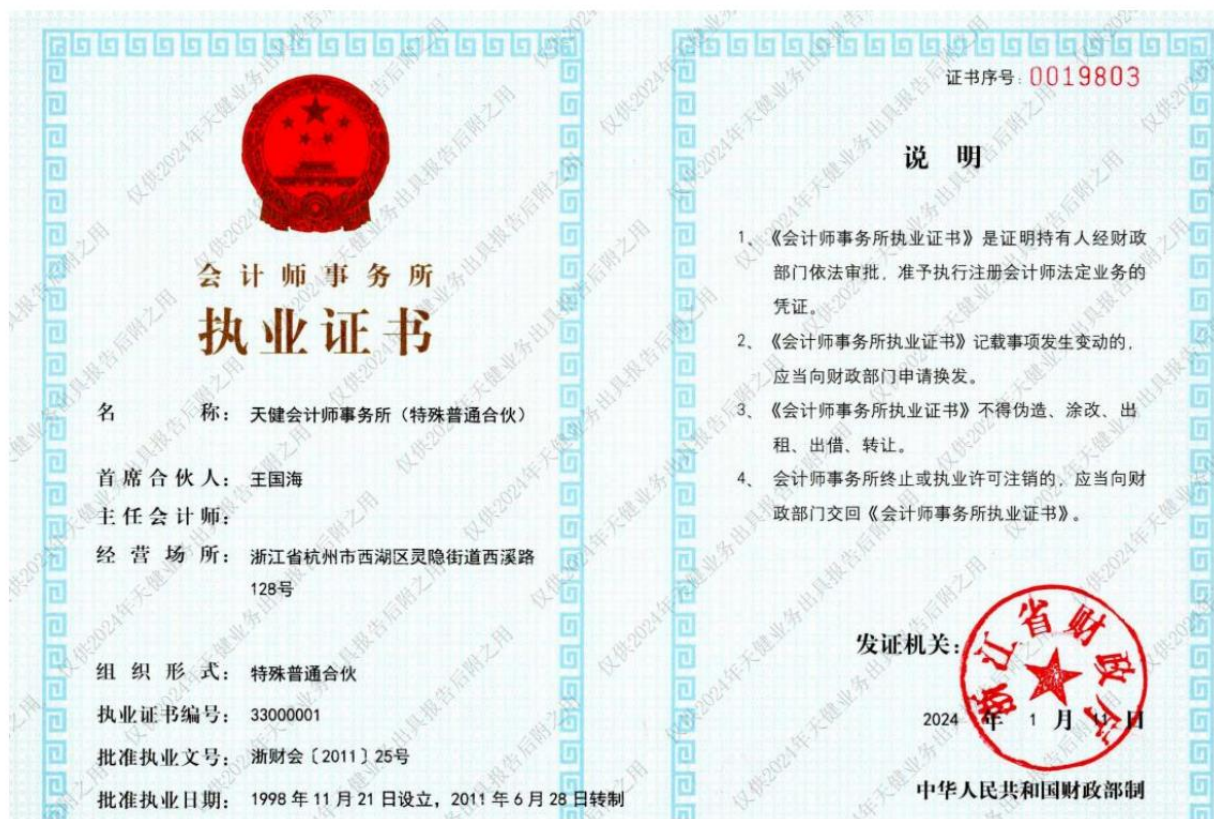 会计师事务所
执业证书
名 称: 天健会计师事务所（特殊普通合伙）
首席合伙人: 王国海
主任会计师:
经营场所: 浙江省杭州市西湖区灵隐街道西溪路
128号
组织形式: 特殊普通合伙
执业证书编号: 33000001
批准执业文号: 浙财会〔2011〕25号
批准执业日期: 1998年11月21日设立，2011年6月28日转制
证书序号: 0019803
说 明
1、《会计师事务所执业证书》是证明持有人经财政
部门依法审批，准予执行注册会计师法定业务的
凭证。
2、《会计师事务所执业证书》记载事项发生变动的，
应当向财政部门申请换发。
3、《会计师事务所执业证书》不得伪造、涂改、出
租、出借、转让。
4、会计师事务所终止或执业许可注销的，应当向财
政部门交回《会计师事务所执业证书》。
发证机关:
浙江省财政厅
2024 年 1 月 11 日
中华人民共和国财政部制
仅供2024年天健业务出具报告后附之用